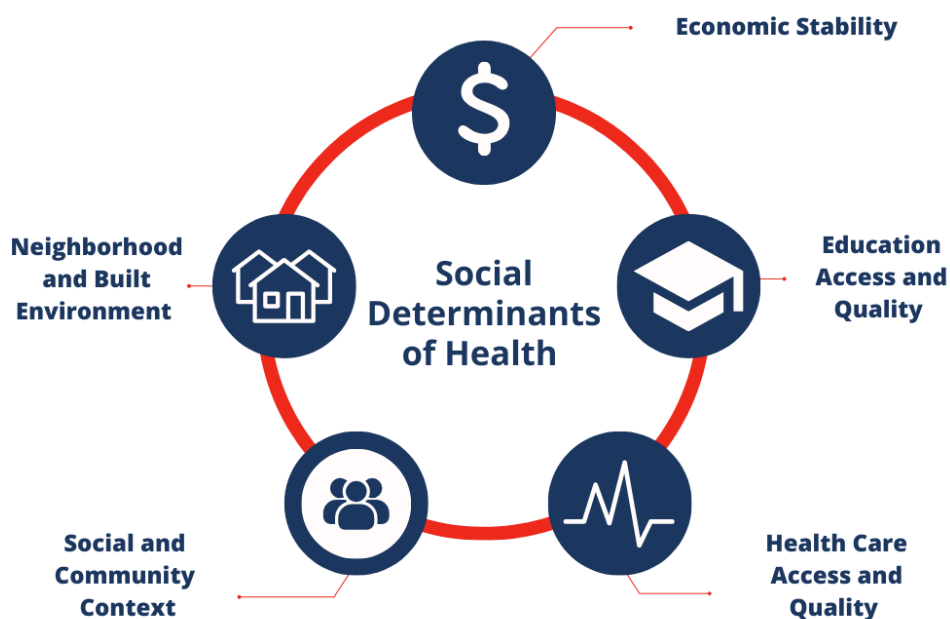 Economic Stability
Neighborhood
and Built
Environment
Social
Determinants
of Health
Education
Access and
Quality
Social and
Community
Context
Health Care
Access and
Quality